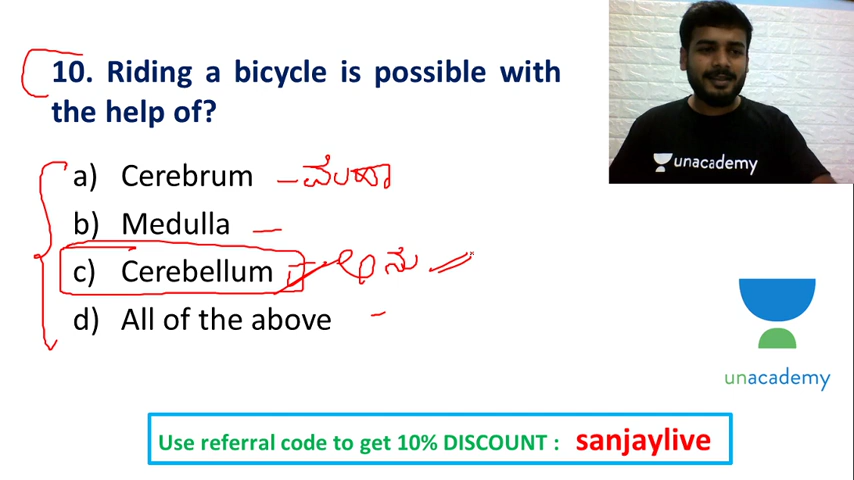 10. Riding a bicycle is possible with
the help of?
a) Cerebrum –
b) Medulla –
c) Cerebellum –
d) All of the above –
unacademy
unacademy
Use referral code to get 10% DISCOUNT : sanjaylive